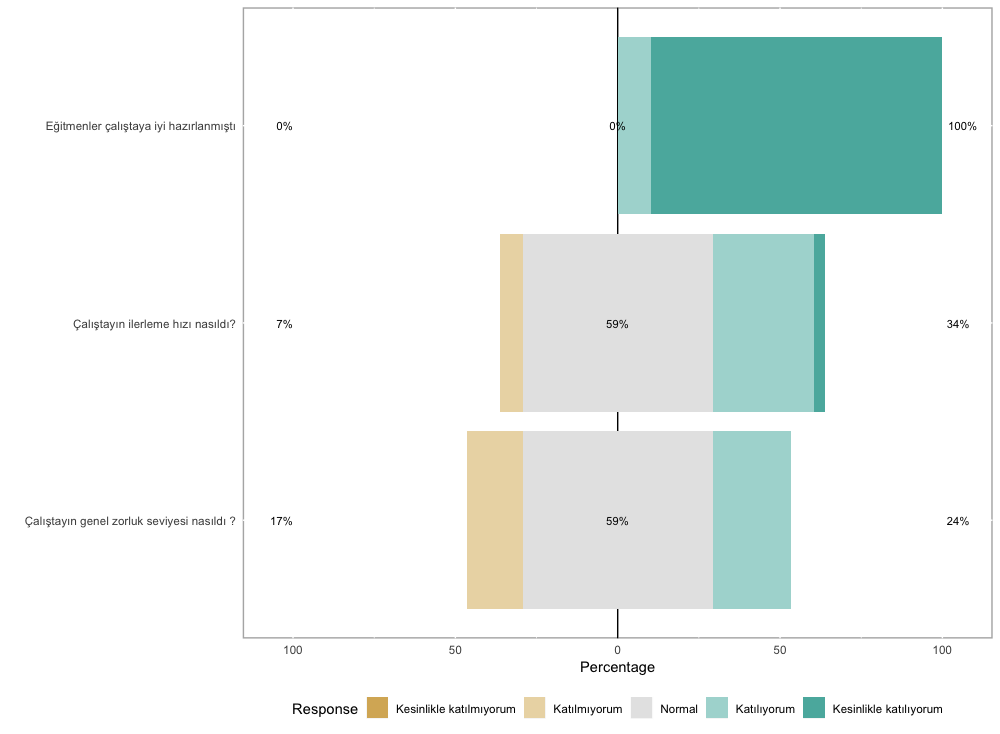 Eğitmenler çalıştaya iyi hazırlanmıştı
0%
0%
100%
Çalıştayın ilerleme hızı nasıldı?
7%
59%
34%
Çalıştayın genel zorluk seviyesi nasıldı ?
17%
59%
24%
100 50 0 50 100
Percentage
Response Kesinlikle katılmıyorum Katılmıyorum Normal Katılıyorum Kesinlikle katılıyorum